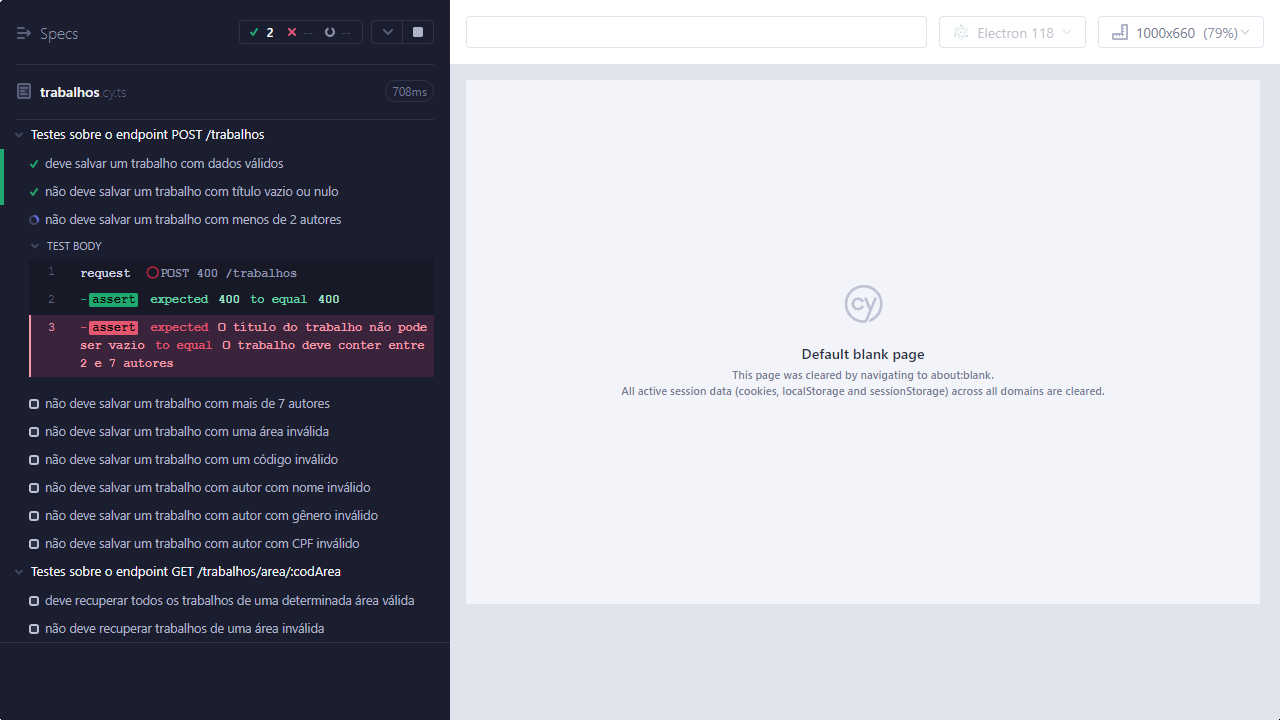 Specs
2 -- --
trabalhos cy.ts
708ms
Testes sobre o endpoint POST /trabalhos
deve salvar um trabalho com dados válidos
não deve salvar um trabalho com título vazio ou nulo
não deve salvar um trabalho com menos de 2 autores
TEST BODY
1 request POST 400 /trabalhos
2 -assert expected 400 to equal 400
3 -assert expected O título do trabalho não pode
ser vazio to equal O trabalho deve conter entre
2 e 7 autores
não deve salvar um trabalho com mais de 7 autores
não deve salvar um trabalho com uma área inválida
não deve salvar um trabalho com um código inválido
não deve salvar um trabalho com autor com nome inválido
não deve salvar um trabalho com autor com gênero inválido
não deve salvar um trabalho com autor com CPF inválido
Testes sobre o endpoint GET /trabalhos/area/:codArea
deve recuperar todos os trabalhos de uma determinada área válida
não deve recuperar trabalhos de uma área inválida
Electron 118
1000x660 (79%)
cy
Default blank page
This page was cleared by navigating to about:blank.
All active session data (cookies, localStorage and sessionStorage) across all domains are cleared.